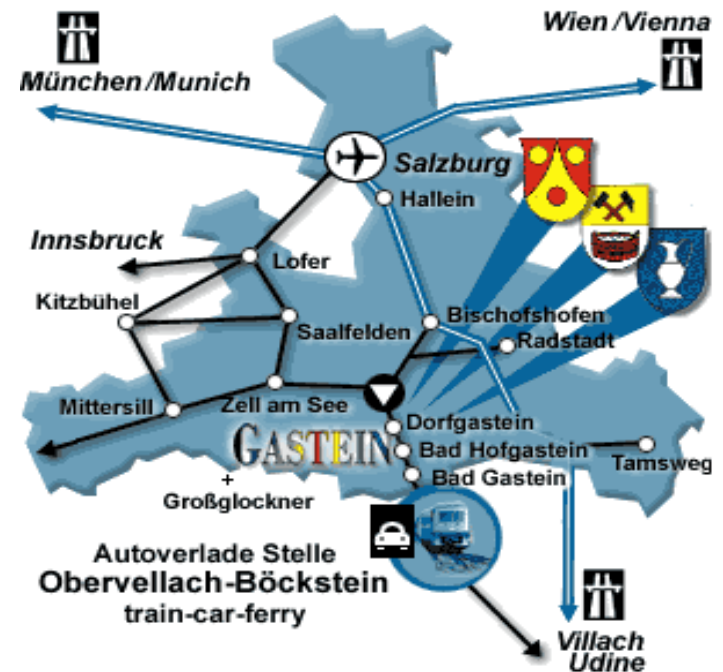 Wien/Vienna
München/Munich
Salzburg
Hallein
Innsbruck
Lofer
Kitzbühel
Bischofshofen
Saalfelden
Radstadt
Mittersill
Zell am See
Dorfgastein
GASTEIN
Bad Hofgastein
Tamsweg
Bad Gastein
+
Großglockner
Autoverlade Stelle
Obervellach-Böckstein
train-car-ferry
Villach
Udine